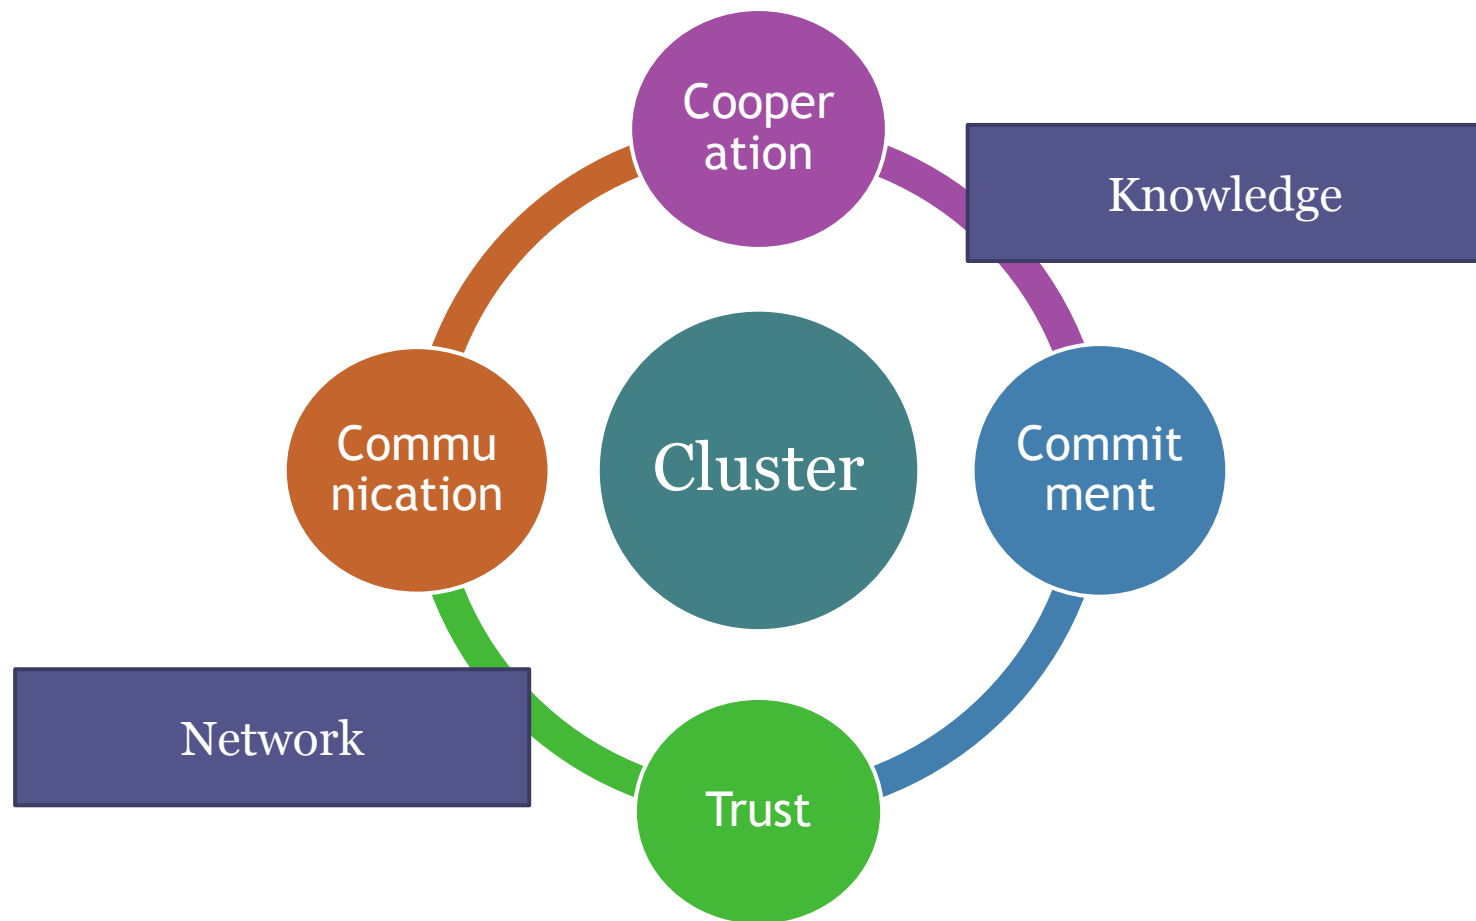 Cooper
ation
Knowledge
Commu
nication
Cluster
Commit
ment
Network
Trust